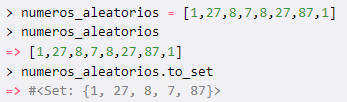 > numeros_aleatorios = [1,27,8,7,8,27,87,1]
> numeros_aleatorios
=> [1,27,8,7,8,27,87,1]
> numeros_aleatorios.to_set
=> #<Set: {1, 27, 8, 7, 87}>